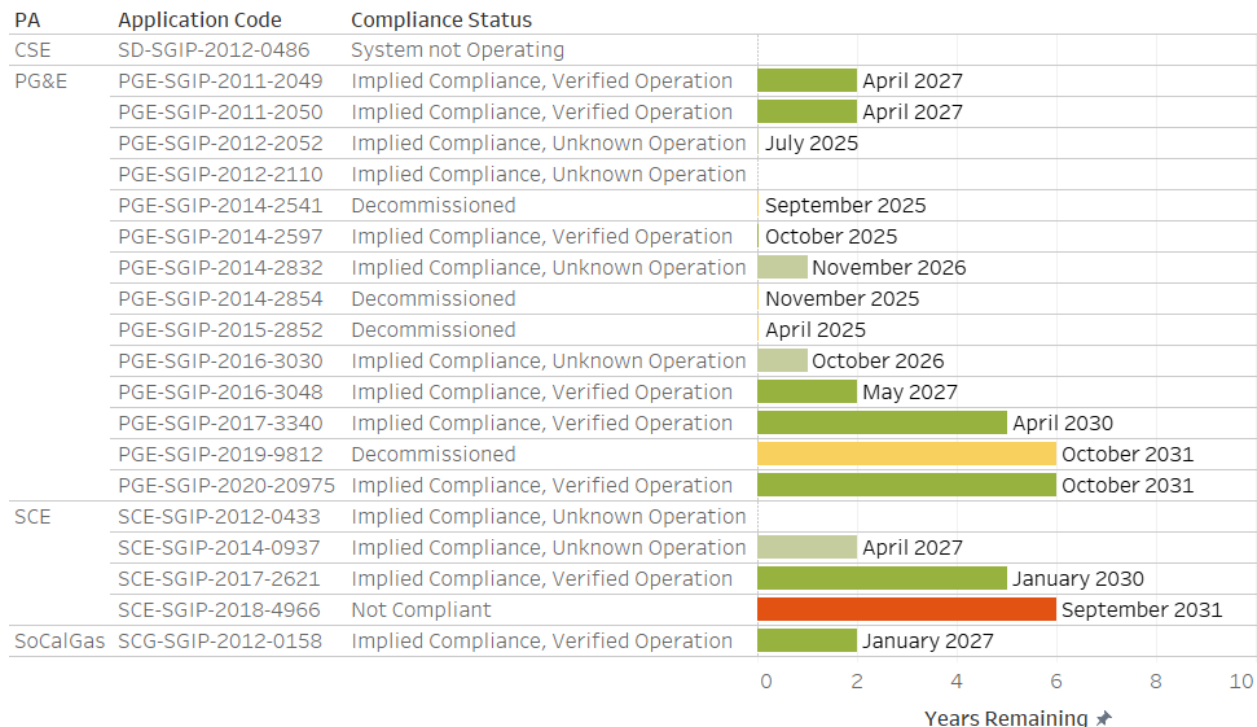 PA Application Code Compliance Status
CSE SD-SGIP-2012-0486 System not Operating
PG&E PGE-SGIP-2011-2049 Implied Compliance, Verified Operation April 2027
PGE-SGIP-2011-2050 Implied Compliance, Verified Operation April 2027
PGE-SGIP-2012-2052 Implied Compliance, Unknown Operation July 2025
PGE-SGIP-2012-2110 Implied Compliance, Unknown Operation
PGE-SGIP-2014-2541 Decommissioned September 2025
PGE-SGIP-2014-2597 Implied Compliance, Verified Operation October 2025
PGE-SGIP-2014-2832 Implied Compliance, Unknown Operation November 2026
PGE-SGIP-2014-2854 Decommissioned November 2025
PGE-SGIP-2015-2852 Decommissioned April 2025
PGE-SGIP-2016-3030 Implied Compliance, Unknown Operation October 2026
PGE-SGIP-2016-3048 Implied Compliance, Verified Operation May 2027
PGE-SGIP-2017-3340 Implied Compliance, Verified Operation April 2030
PGE-SGIP-2019-9812 Decommissioned October 2031
PGE-SGIP-2020-20975 Implied Compliance, Verified Operation October 2031
SCE SCE-SGIP-2012-0433 Implied Compliance, Unknown Operation
SCE-SGIP-2014-0937 Implied Compliance, Unknown Operation April 2027
SCE-SGIP-2017-2621 Implied Compliance, Verified Operation January 2030
SCE-SGIP-2018-4966 Not Compliant September 2031
SoCalGas SCG-SGIP-2012-0158 Implied Compliance, Verified Operation January 2027
0 2 4 6 8 10
Years Remaining